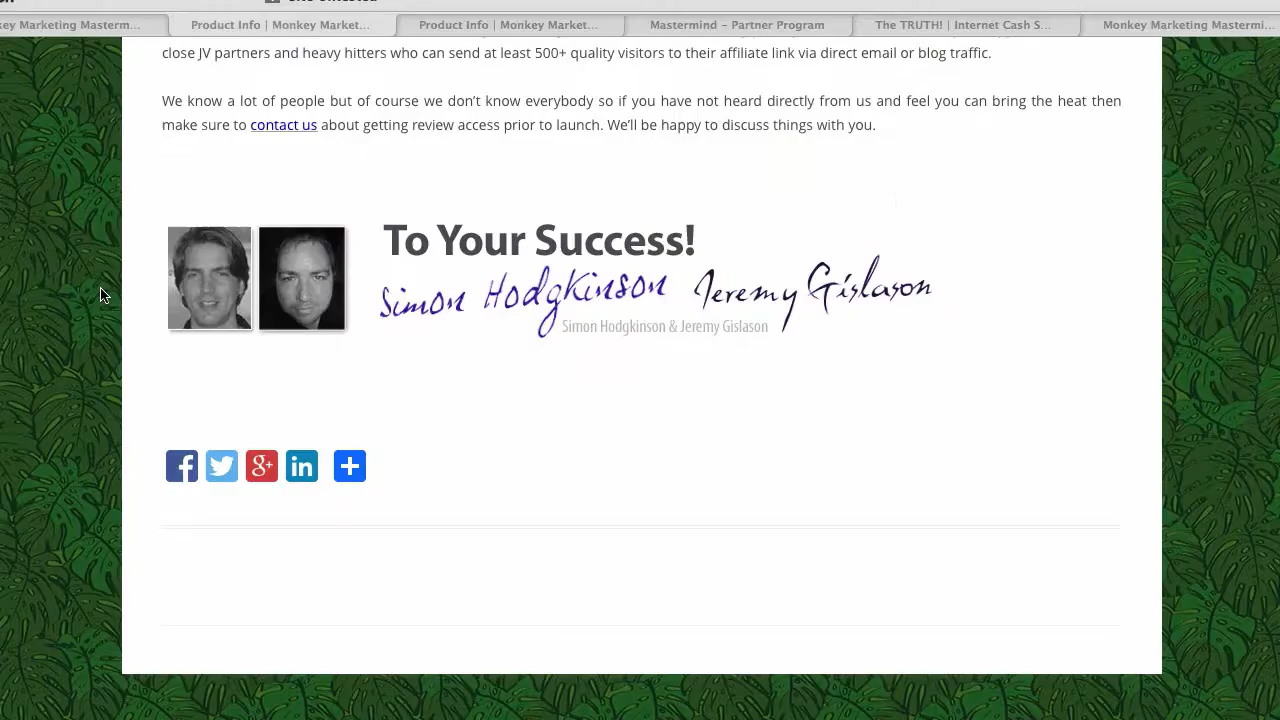 ey Marketing Masterm...
Product Info | Monkey Market...
Product Info | Monkey Market...
Mastermind – Partner Program
The TRUTH! | Internet Cash S...
Monkey Marketing Mastermi...
close JV partners and heavy hitters who can send at least 500+ quality visitors to their affiliate link via direct email or blog traffic.
We know a lot of people but of course we don’t know everybody so if you have not heard directly from us and feel you can bring the heat then
make sure to contact us about getting review access prior to launch. We’ll be happy to discuss things with you.
To Your Success!
Simon Hodgkinson Jeremy Gislason
Simon Hodgkinson & Jeremy Gislason